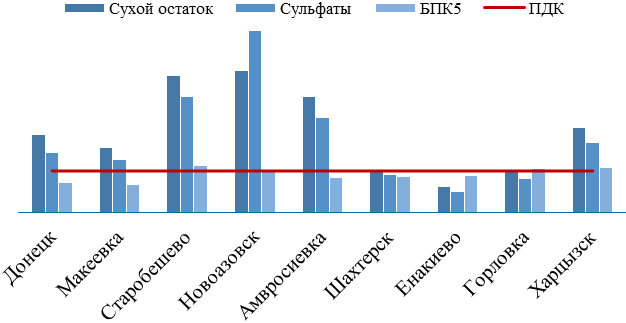 Сухой остаток Сульфаты БПК5 ПДК
Донецк
Макеевка
Старобешево
Новоазовск
Амвросиевка
Шахтерск
Енакиево
Горловка
Харцызск